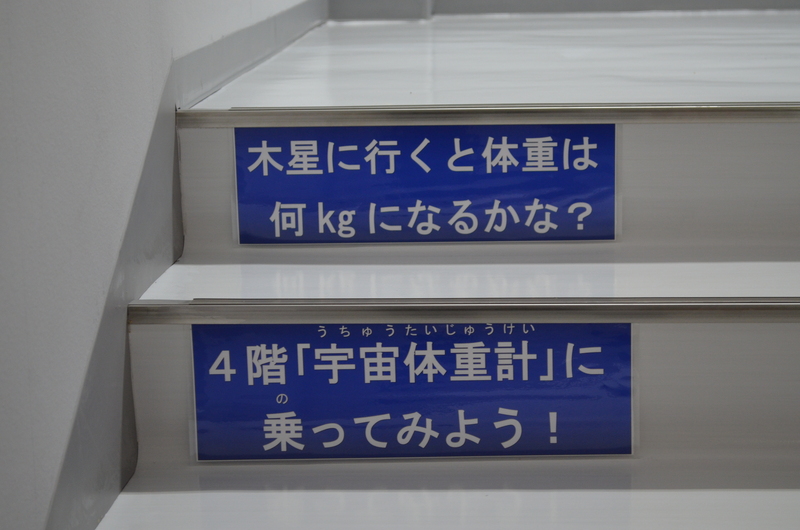 木星に行くと体重は
何kgになるかな？
うちゅうたいじゅうけい
４階「宇宙体重計」に
の
乗ってみよう！